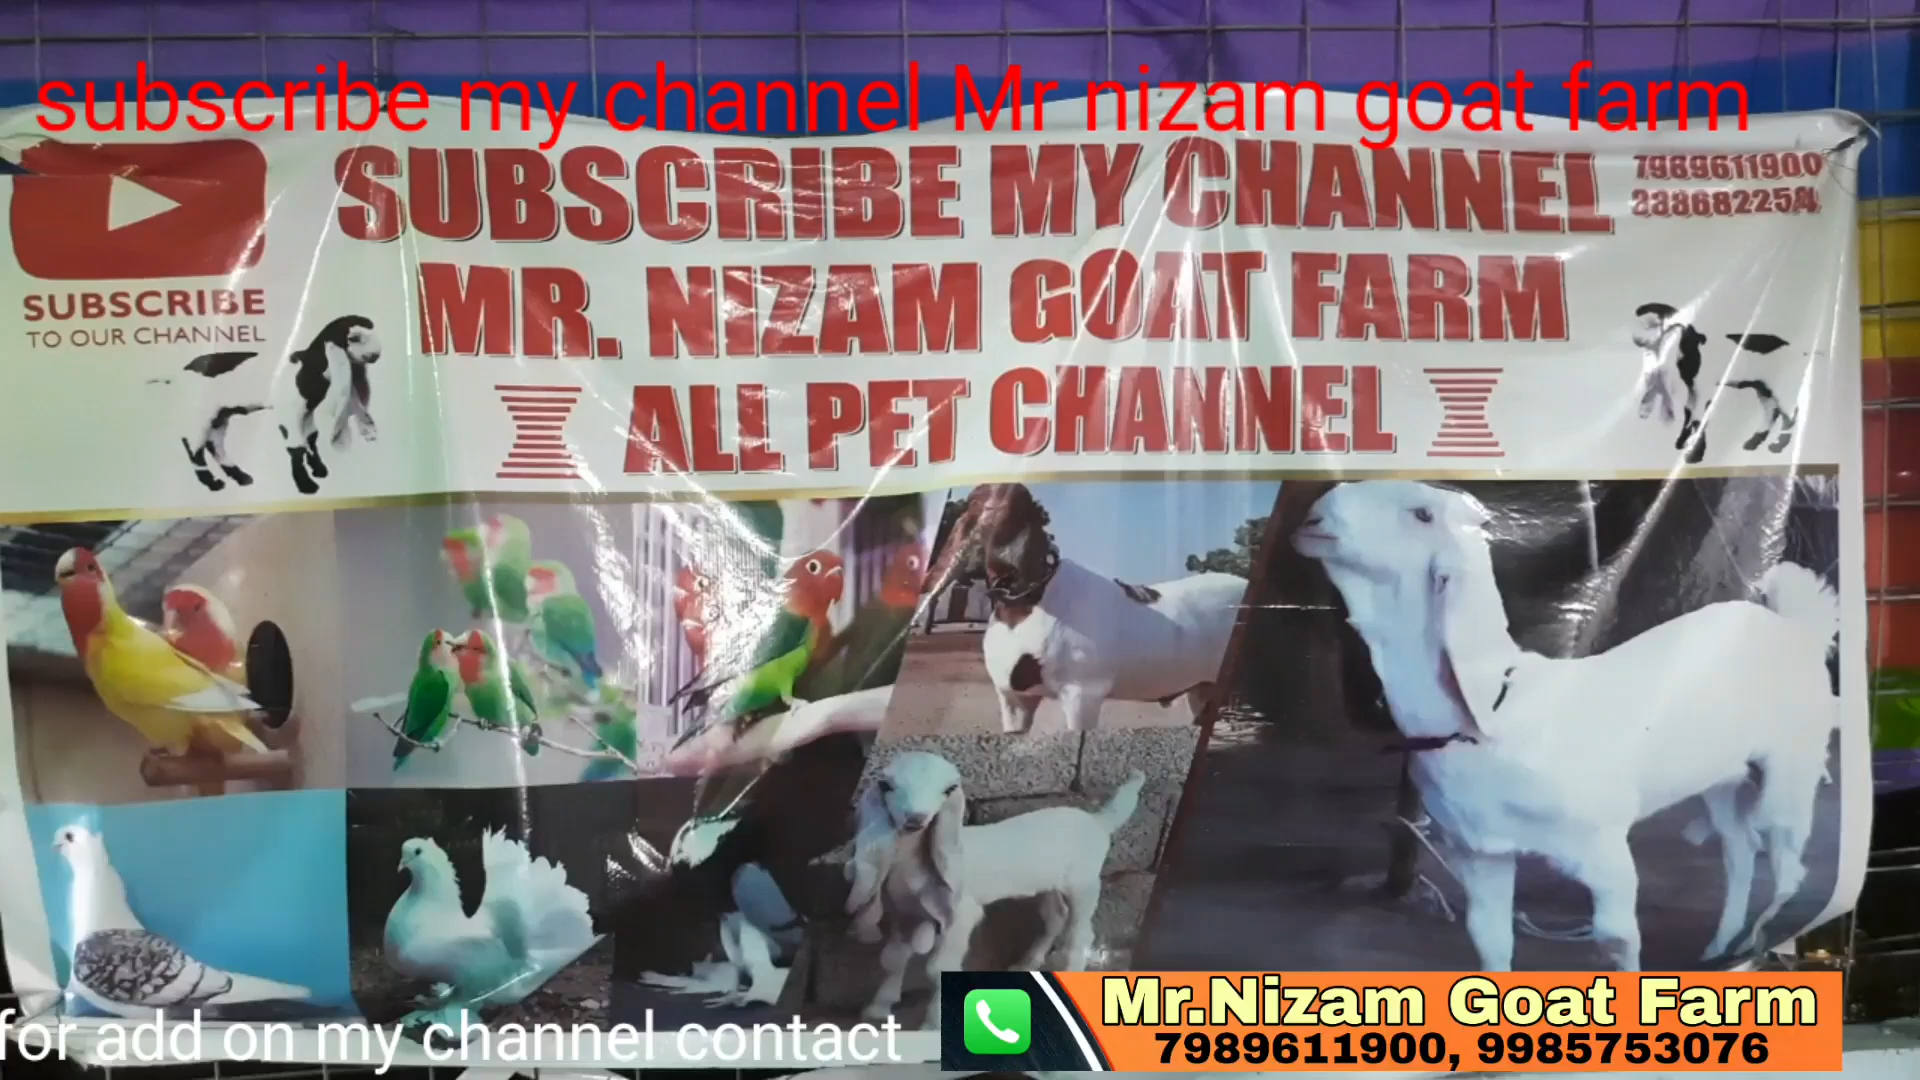 subscribe my channel Mr nizam goat farm
SUBSCRIBE MY CHANNEL
7989611900
MR. NIZAM GOAT FARM
ALL PET CHANNEL
SUBSCRIBE
TO OUR CHANNEL
for add on my channel contact
Mr.Nizam Goat Farm
7989611900, 9985753076